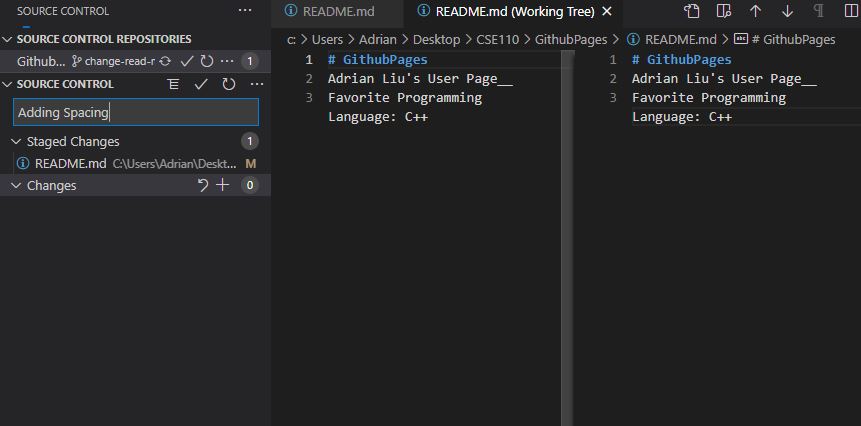 SOURCE CONTROL
SOURCE CONTROL REPOSITORIES
Github... change-read-r 1
SOURCE CONTROL
Adding Spacing
Staged Changes 1
README.md C:\Users\Adrian\Deskt... M
Changes 0
README.md README.md (Working Tree)
c: > Users > Adrian > Desktop > CSE110 > GithubPages > README.md > # GithubPages
1 # GithubPages
2 Adrian Liu's User Page__
3 Favorite Programming
Language: C++
1 # GithubPages
2 Adrian Liu's User Page__
3 Favorite Programming
Language: C++